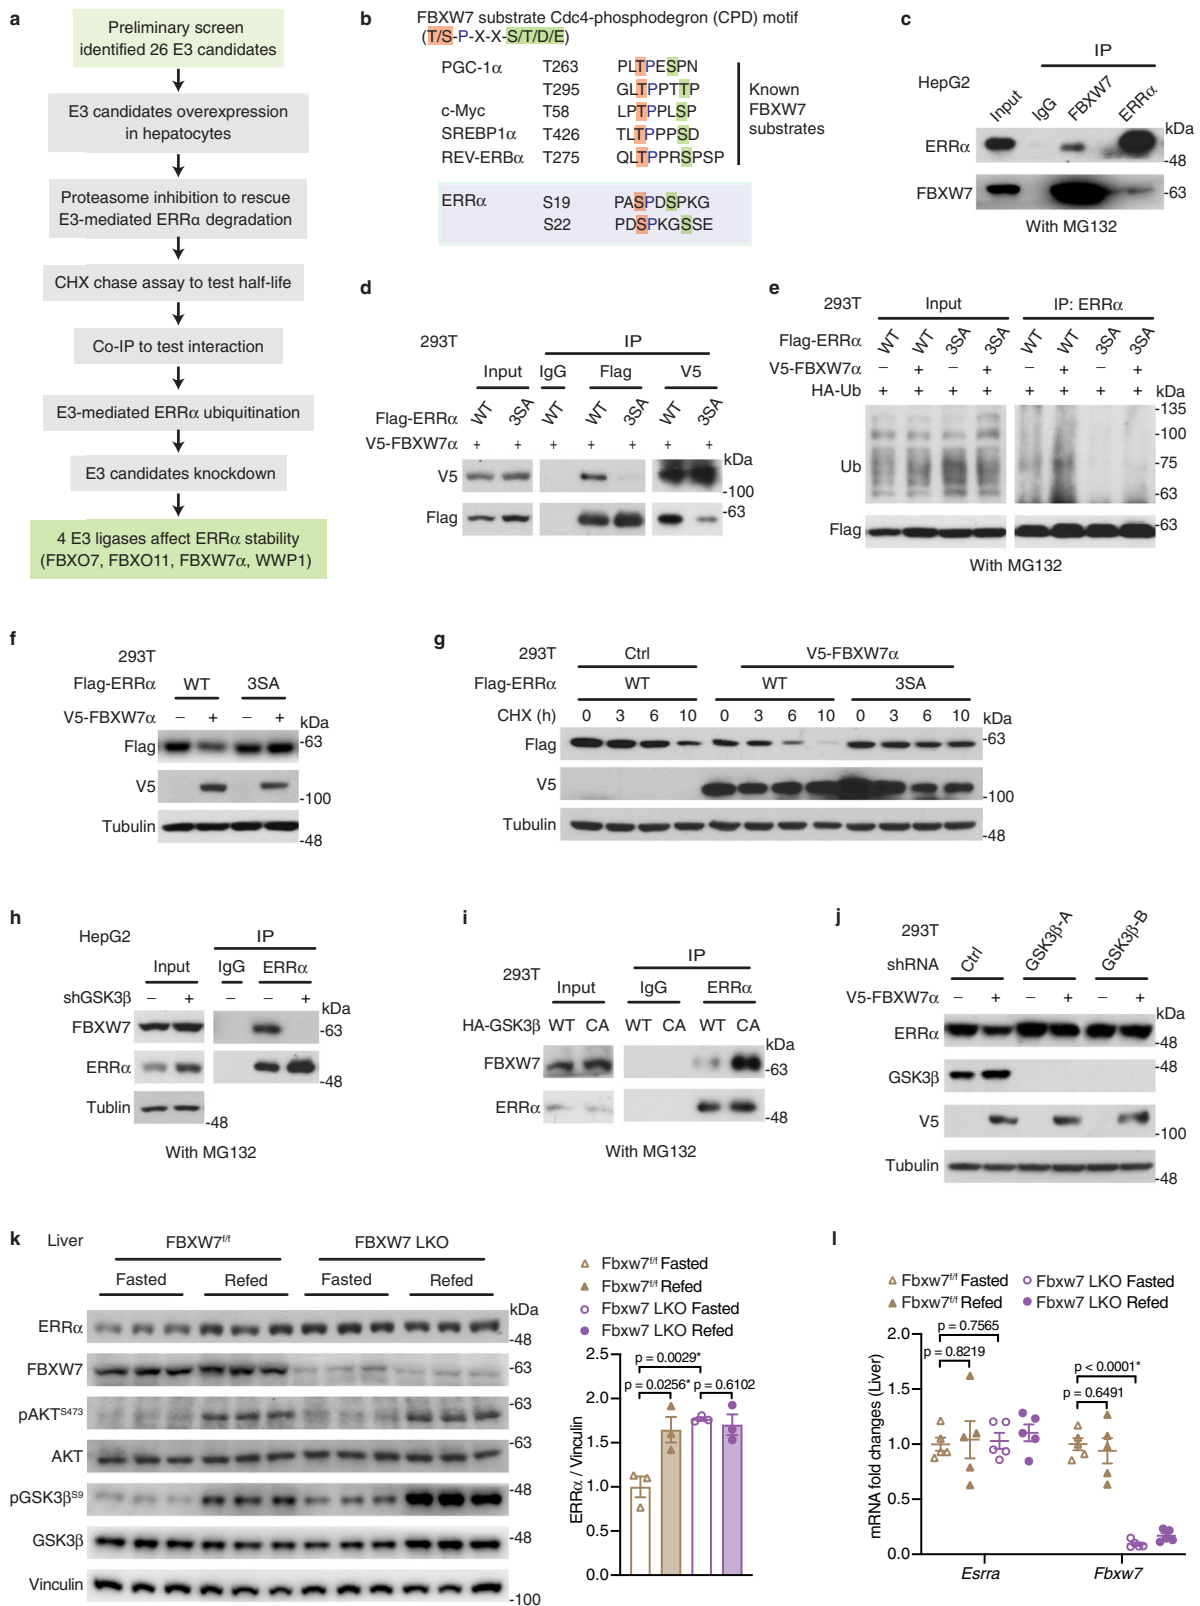 a
Preliminary screen
identified 26 E3 candidates
E3 candidates overexpression
in hepatocytes
Proteasome inhibition to rescue
E3-mediated ERRα degradation
CHX chase assay to test half-life
Co-IP to test interaction
E3-mediated ERRα ubiquitination
E3 candidates knockdown
4 E3 ligases affect ERRα stability
(FBXO7, FBXO11, FBXW7α, WWP1)
b
FBXW7 substrate Cdc4-phosphodegron (CPD) motif
(T/S-P-X-X-S/T/D/E)
PGC-1α T263 PLTPESPN
T295 GLTPPTTP
c-Myc T58 LPTPPLSP
SREBP1α T426 TLTPPPSD
REV-ERBα T275 QLTPPRSPSP
Known
FBXW7
substrates
ERRα S19 PASPDSPKG
S22 PDSPKGSSE
c
IP
HepG2
Input IgG FBXW7 ERRα
kDa
ERRα -48
FBXW7 -63
With MG132
d
293T
IP
Input IgG Flag V5
Flag-ERRα WT 3SA WT WT 3SA WT 3SA
V5-FBXW7α + + + + + + +
kDa
V5 -100
Flag -63
e
293T Input IP: ERRα
Flag-ERRα WT WT 3SA 3SA WT WT 3SA 3SA
V5-FBXW7α – + – + – + – +
HA-Ub + + + + + + + + kDa
-135
-100
Ub -75
-63
Flag -63
With MG132
f
293T
Flag-ERRα WT 3SA
V5-FBXW7α – + – +
kDa
Flag -63
V5 -100
Tubulin -48
g
293T Ctrl V5-FBXW7α
Flag-ERRα WT WT 3SA
CHX (h) 0 3 6 10 0 3 6 10 0 3 6 10 kDa
Flag -63
V5 -100
Tubulin -48
h
HepG2 IP
Input IgG ERRα
shGSK3β – + – – +
kDa
FBXW7 -63
ERRα -48
Tublin -48
With MG132
i
IP
293T Input IgG ERRα
HA-GSK3β WT CA WT CA WT CA
kDa
FBXW7 -63
ERRα -48
With MG132
j
293T
shRNA Ctrl GSK3β-A GSK3β-B
V5-FBXW7α – + – + – +
kDa
ERRα -48
GSK3β -48
V5 -100
Tubulin -48
k
Liver FBXW7f/f FBXW7 LKO
Fasted Refed Fasted Refed
kDa
ERRα -48
FBXW7 -63
pAKTS473 -63
AKT -63
pGSK3βS9 -48
GSK3β -48
Vinculin -100
Fbxw7f/f Fasted
Fbxw7f/f Refed
Fbxw7 LKO Fasted
Fbxw7 LKO Refed
ERRα / Vinculin
2.5
2.0
1.5
1.0
0.5
0.0
p = 0.0029*
p = 0.0256* p = 0.6102
l
Fbxw7f/f Fasted Fbxw7 LKO Fasted
Fbxw7f/f Refed Fbxw7 LKO Refed
mRNA fold changes (Liver)
2.0
1.5
1.0
0.5
0.0
p = 0.7565
p = 0.8219
p < 0.0001*
p = 0.6491
Esrra Fbxw7